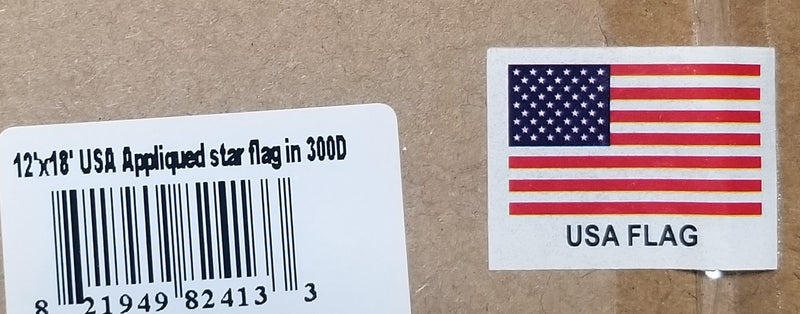 12'x18' USA Appliqued star flag in 300D
8 21949 82413 3
USA FLAG